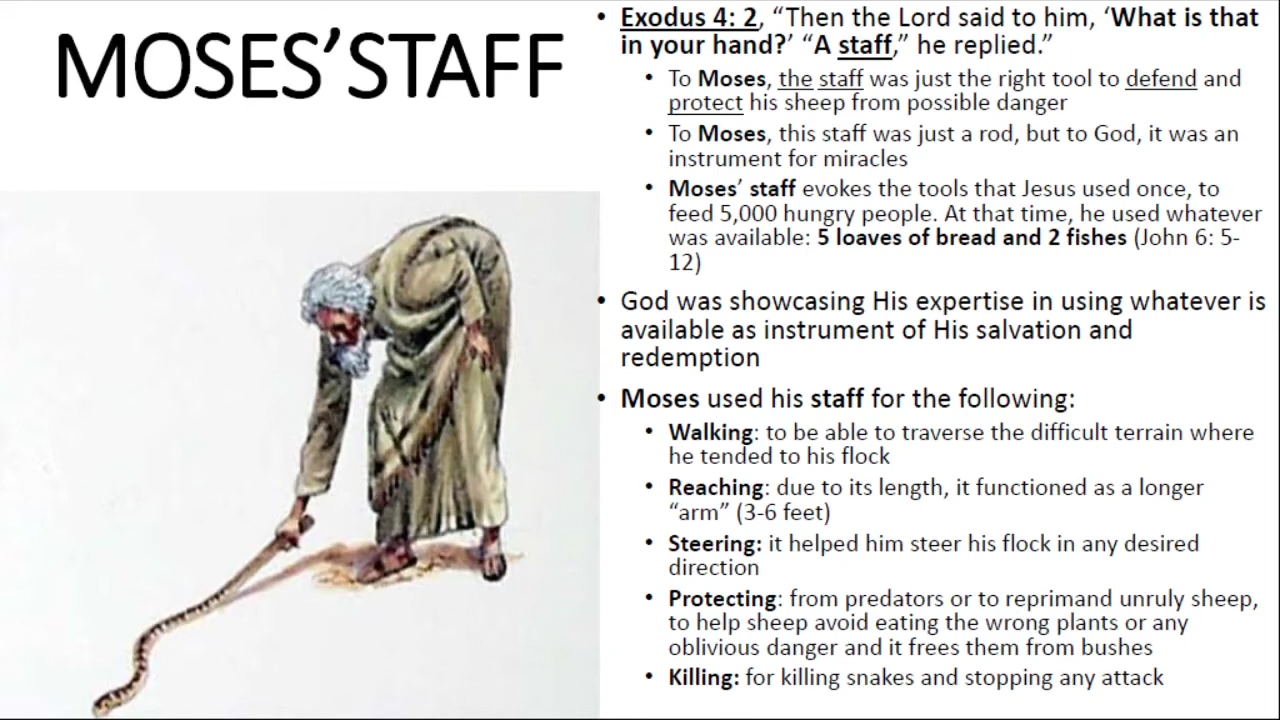 MOSES’STAFF
• Exodus 4: 2, “Then the Lord said to him, ‘What is that
in your hand?’ “A staff,” he replied.”
• To Moses, the staff was just the right tool to defend and
protect his sheep from possible danger
• To Moses, this staff was just a rod, but to God, it was an
instrument for miracles
• Moses’ staff evokes the tools that Jesus used once, to
feed 5,000 hungry people. At that time, he used whatever
was available: 5 loaves of bread and 2 fishes (John 6: 5-
12)
• God was showcasing His expertise in using whatever is
available as instrument of His salvation and
redemption
• Moses used his staff for the following:
• Walking: to be able to traverse the difficult terrain where
he tended to his flock
• Reaching: due to its length, it functioned as a longer
“arm” (3-6 feet)
• Steering: it helped him steer his flock in any desired
direction
• Protecting: from predators or to reprimand unruly sheep,
to help sheep avoid eating the wrong plants or any
oblivious danger and it frees them from bushes
• Killing: for killing snakes and stopping any attack